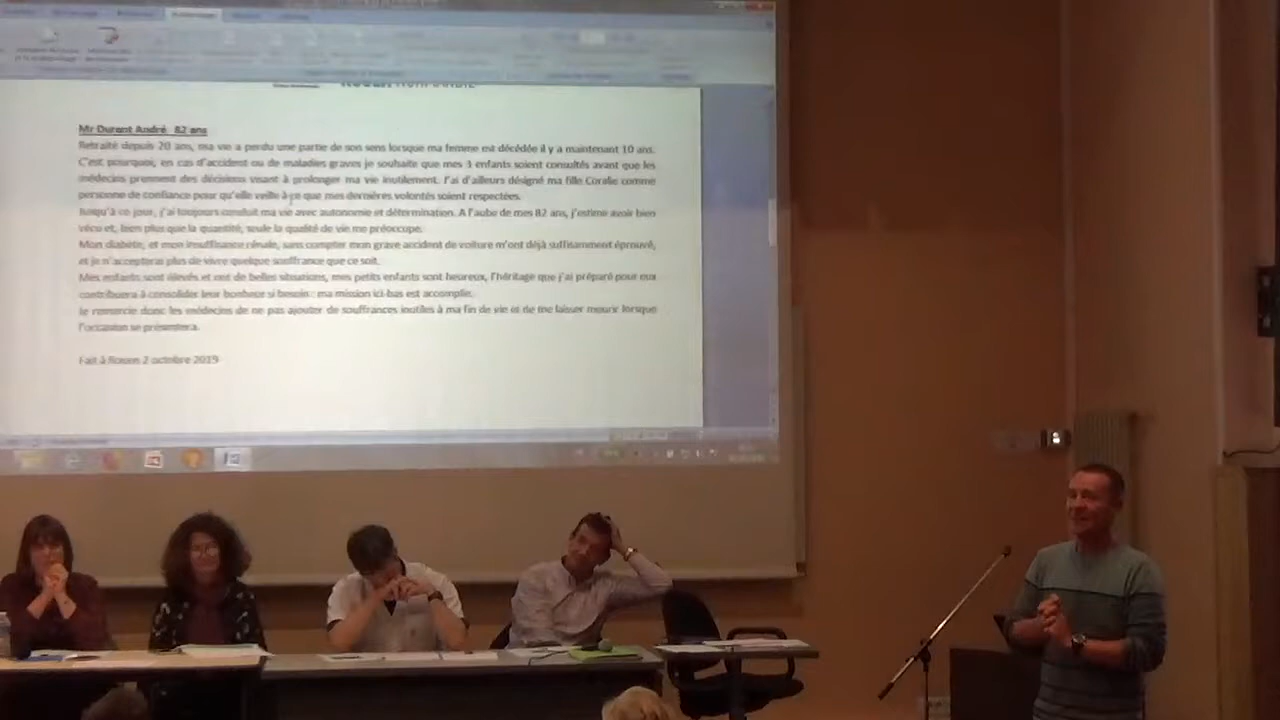 Mr Durant André 82 ans
Retraité depuis 20 ans, ma vie a perdu une partie de son sens lorsque ma femme est décédée il y a maintenant 10 ans.
C'est pourquoi, en cas d'accident ou de maladies graves je souhaite que mes 3 enfants soient consultés avant que les
médecins prennent des décisions visant à prolonger ma vie inutilement. J'ai d'ailleurs désigné ma fille Coralie comme
personne de confiance pour qu'elle veille à ce que mes dernières volontés soient respectées.
Jusqu'à ce jour, j'ai toujours conduit ma vie avec autonomie et détermination. A l'aube de mes 82 ans, j'estime avoir bien
vécu et, bien plus que la quantité, seule la qualité de vie me préoccupe.
Mon diabète, et mon insuffisance rénale, sans compter mon grave accident de voiture m'ont déjà suffisamment éprouvé,
et je n'accepterai plus de vivre quelque souffrance que ce soit.
Mes enfants sont élevés et ont de belles situations, mes petits enfants sont heureux, l'héritage que j'ai préparé pour eux
contribuera à consolider leur bonheur si besoin : ma mission ici-bas est accomplie.
Je remercie donc les médecins de ne pas ajouter de souffrances inutiles à ma fin de vie et de me laisser mourir lorsque
l'occasion se présentera.
Fait à Rouen 2 octobre 2019